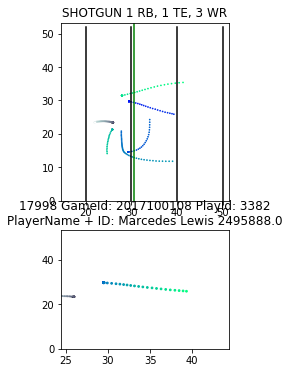 SHOTGUN 1 RB, 1 TE, 3 WR
50
40
30
20
10
0
20 30 40 50
17998 GameId: 2017100108 PlayId: 3382
PlayerName + ID: Marcedes Lewis 2495888.0
40
20
0
25 30 35 40